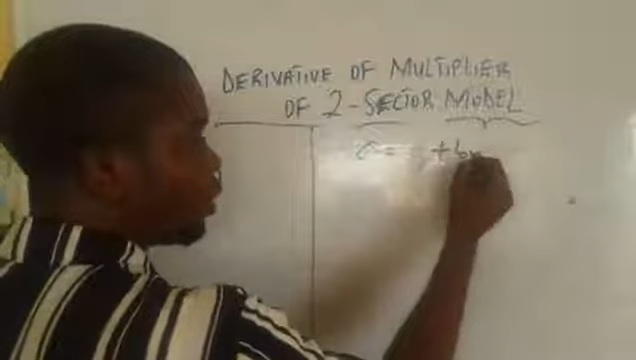 DERIVATIVE OF MULTIPLIER
OF 2-SECTOR MODEL
C = + by